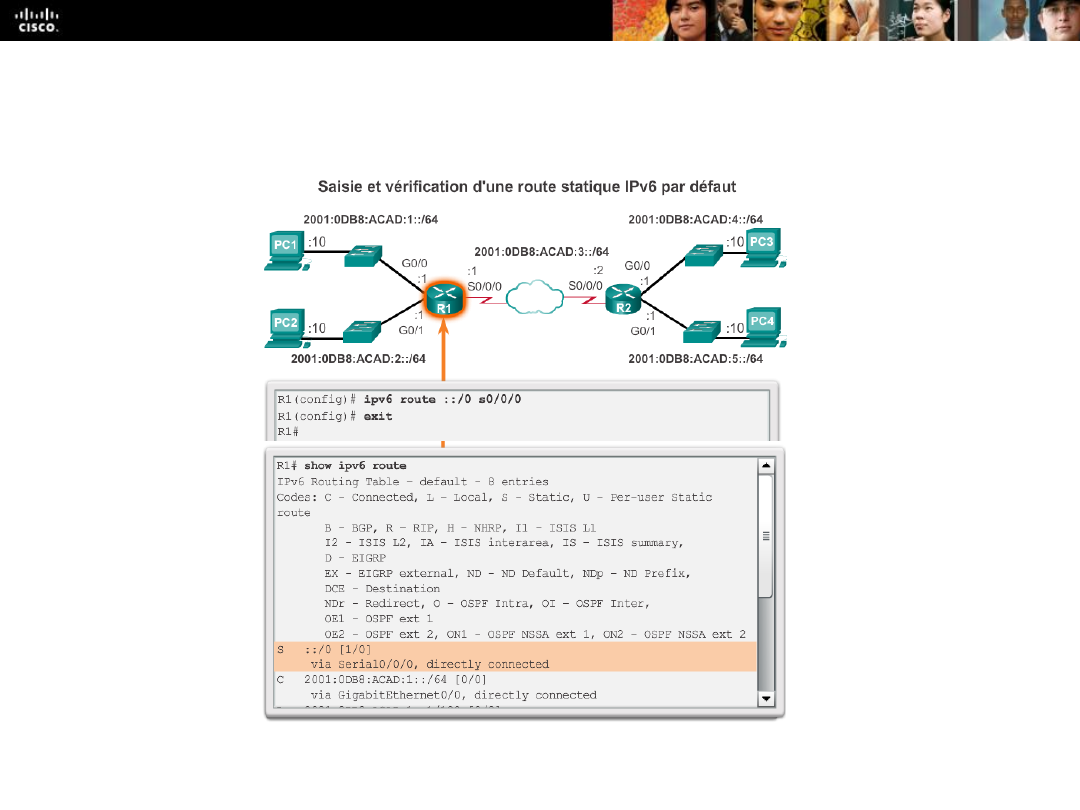 CISCO.
Saisie et vérification d'une route statique IPv6 par défaut
2001:0DB8:ACAD:1::/64
2001:0DB8:ACAD:4::/64
PC1
:10
:10
PC3
2001:0DB8:ACAD:3::/64
G0/0
:1
:1
S0/0/0
:2
S0/0/0
G0/0
:1
R1
R2
PC2
:10
:1
G0/1
:1
G0/1
:10
PC4
2001:0DB8:ACAD:2::/64
2001:0DB8:ACAD:5::/64
R1(config)# ipv6 route ::/0 s0/0/0
R1(config)# exit
R1#
R1# show ipv6 route
IPv6 Routing Table - default - 8 entries
Codes: C - Connected, L - Local, S - Static, U - Per-user Static
route
B - BGP, R - RIP, H - NHRP, I1 - ISIS L1
I2 - ISIS L2, IA - ISIS interarea, IS - ISIS summary,
D - EIGRP
EX - EIGRP external, ND - ND Default, NDp - ND Prefix,
DCE - Destination
NDr - Redirect, O - OSPF Intra, OI - OSPF Inter,
OE1 - OSPF ext 1
OE2 - OSPF ext 2, ON1 - OSPF NSSA ext 1, ON2 - OSPF NSSA ext 2
S ::/0 [1/0]
via Serial0/0/0, directly connected
C 2001:0DB8:ACAD:1::/64 [0/0]
via GigabitEthernet0/0, directly connected